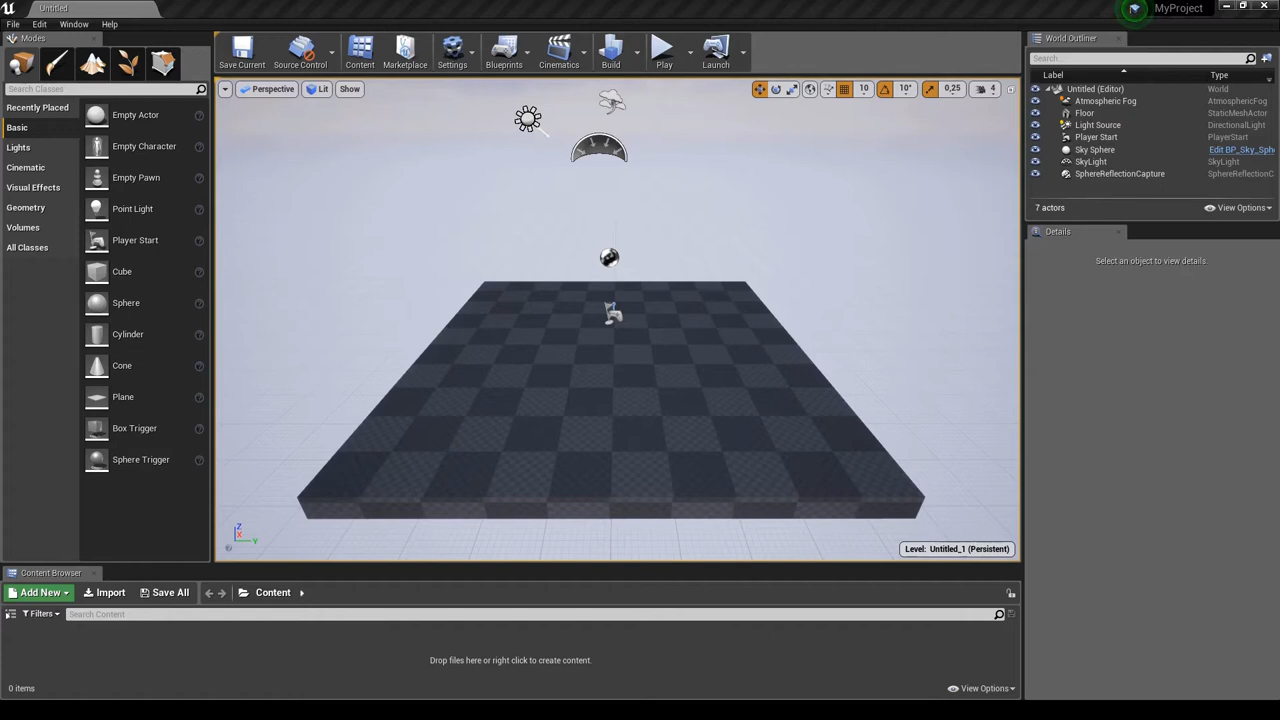 Untitled
MyProject
File Edit Window Help
Modes
Search Classes
Recently Placed
Basic
Lights
Cinematic
Visual Effects
Geometry
Volumes
All Classes
Empty Actor
Empty Character
Empty Pawn
Point Light
Player Start
Cube
Sphere
Cylinder
Cone
Plane
Box Trigger
Sphere Trigger
Save Current Source Control Content Marketplace Settings Blueprints Cinematics Build Play Launch
Perspective Lit Show 10 10° 0,25 4
Z
X
Y
Level: Untitled_1 (Persistent)
World Outliner
Search...
Label Type
Untitled (Editor) World
Atmospheric Fog AtmosphericFog
Floor StaticMeshActor
Light Source DirectionalLight
Player Start PlayerStart
Sky Sphere Edit BP_Sky_Sph
SkyLight SkyLight
SphereReflectionCapture SphereReflectionC
7 actors View Options
Details
Select an object to view details.
Content Browser
Add New Import Save All Content
Filters Search Content
Drop files here or right click to create content.
0 items View Options